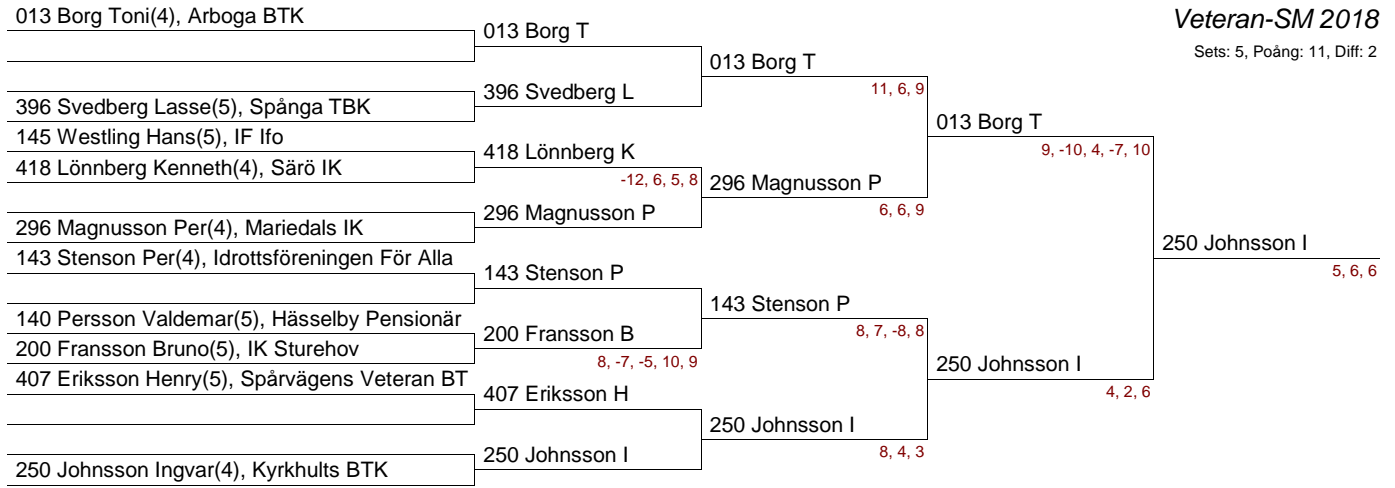 Veteran-SM 2018
Sets: 5, Poång: 11, Diff: 2
013 Borg Toni(4), Arboga BTK
396 Svedberg Lasse(5), Spånga TBK
145 Westling Hans(5), IF Ifo
418 Lönnberg Kenneth(4), Särö IK
296 Magnusson Per(4), Mariedals IK
143 Stenson Per(4), Idrottsföreningen För Alla
140 Persson Valdemar(5), Hässelby Pensionär
200 Fransson Bruno(5), IK Sturehov
407 Eriksson Henry(5), Spårvägens Veteran BT
250 Johnsson Ingvar(4), Kyrkhults BTK
013 Borg T
396 Svedberg L
418 Lönnberg K
-12, 6, 5, 8
296 Magnusson P
143 Stenson P
200 Fransson B
8, -7, -5, 10, 9
407 Eriksson H
250 Johnsson I
013 Borg T
11, 6, 9
296 Magnusson P
6, 6, 9
143 Stenson P
8, 7, -8, 8
250 Johnsson I
8, 4, 3
013 Borg T
9, -10, 4, -7, 10
250 Johnsson I
4, 2, 6
250 Johnsson I
5, 6, 6